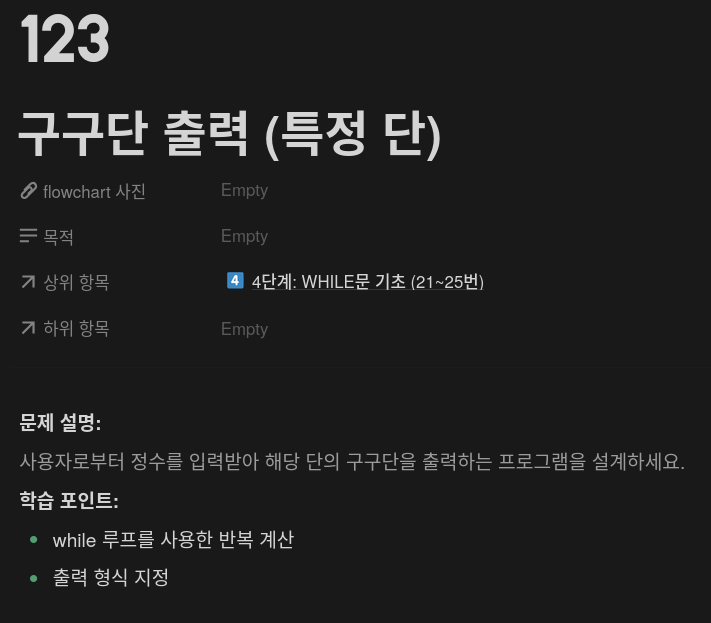 123
구구단 출력 (특정 단)
flowchart 사진 Empty
목적 Empty
상위 항목 4 4단계: WHILE문 기초 (21~25번)
하위 항목 Empty
문제 설명:
사용자로부터 정수를 입력받아 해당 단의 구구단을 출력하는 프로그램을 설계하세요.
학습 포인트:
• while 루프를 사용한 반복 계산
• 출력 형식 지정